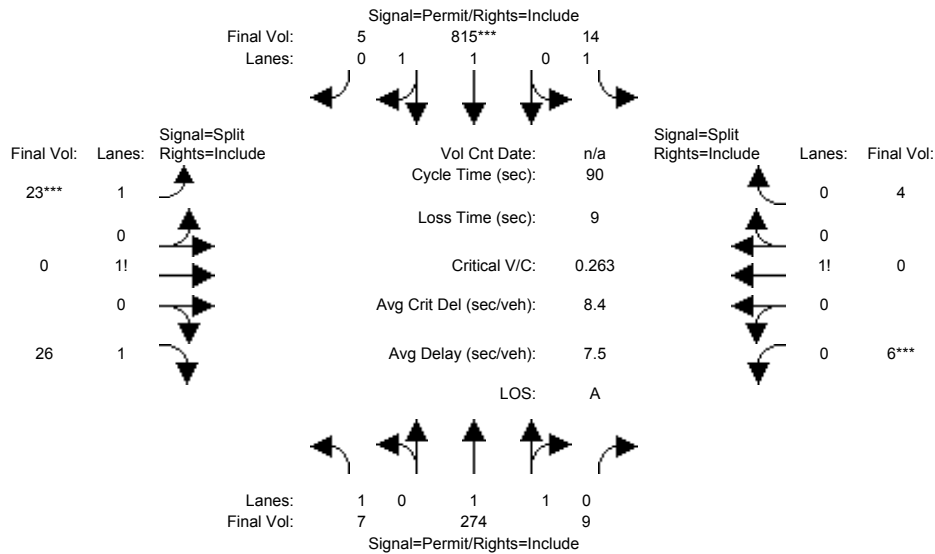 Signal=Permit/Rights=Include
Final Vol: 5 815*** 14
Lanes: 0 1 1 0 1
Signal=Split
Final Vol: Lanes: Rights=Include
Vol Cnt Date: n/a
Signal=Split
Rights=Include Lanes: Final Vol:
Cycle Time (sec): 90
23*** 1
0 4
Loss Time (sec): 9
0
0
0 1!
Critical V/C: 0.263
1! 0
0
Avg Crit Del (sec/veh): 8.4
0
26 1
Avg Delay (sec/veh): 7.5
0 6***
LOS: A
Lanes: 1 0 1 1 0
Final Vol: 7 274 9
Signal=Permit/Rights=Include